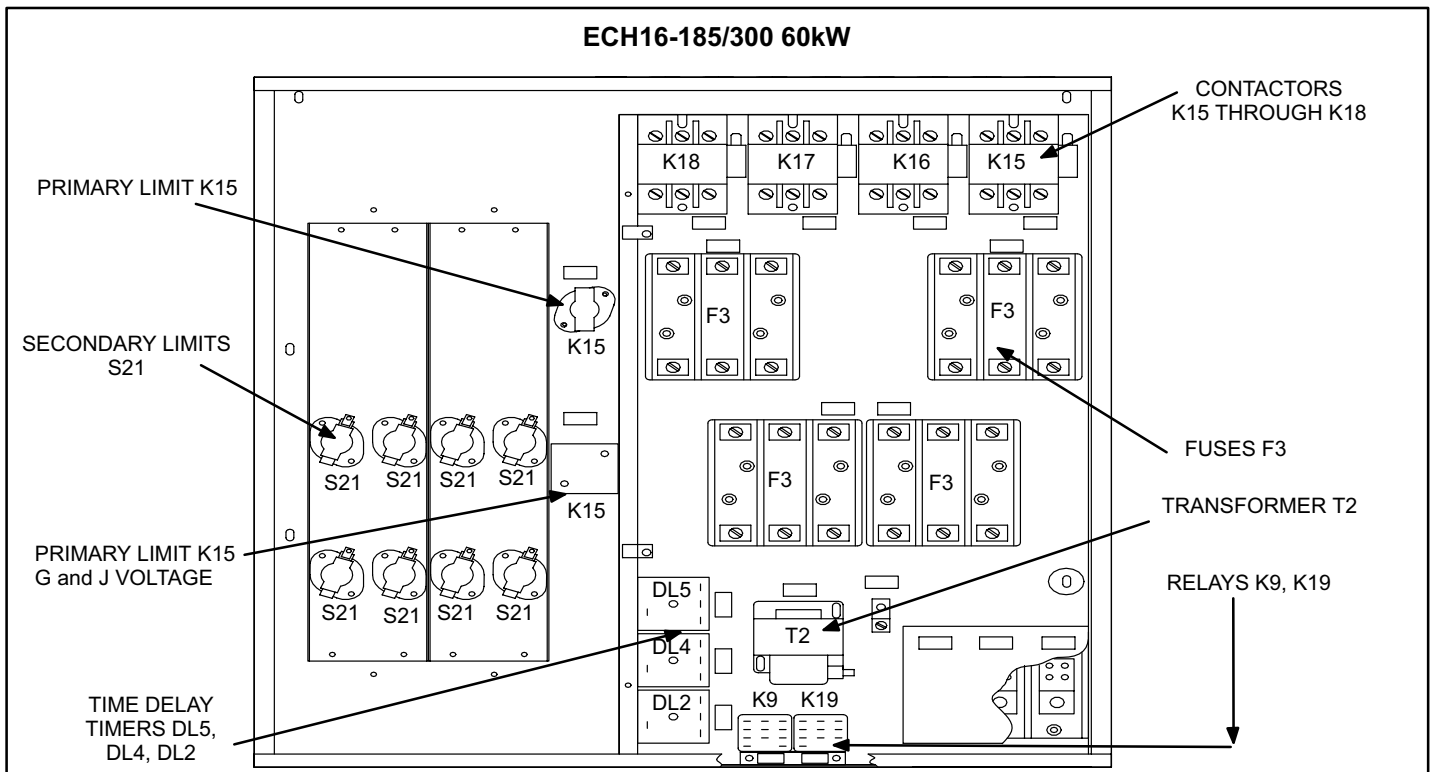 ECH16-185/300 60kW
CONTACTORS
K15 THROUGH K18
K18
K17
K16
K15
PRIMARY LIMIT K15
K15
F3
F3
SECONDARY LIMITS
S21
FUSES F3
S21
S21
S21
S21
F3
F3
K15
TRANSFORMER T2
PRIMARY LIMIT K15
G and J VOLTAGE
RELAYS K9, K19
S21
S21
S21
S21
DL5
T2
DL4
DL2
K9
K19
TIME DELAY
TIMERS DL5,
DL4, DL2